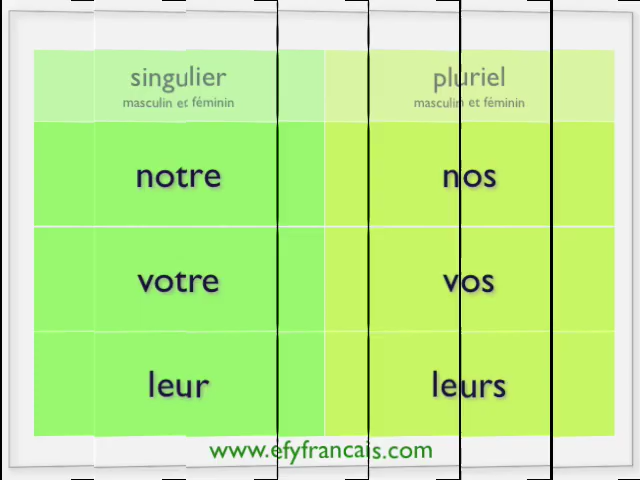 singulier pluriel
masculin et féminin masculin et féminin
notre nos
votre vos
leur leurs
www.efyfrancais.com